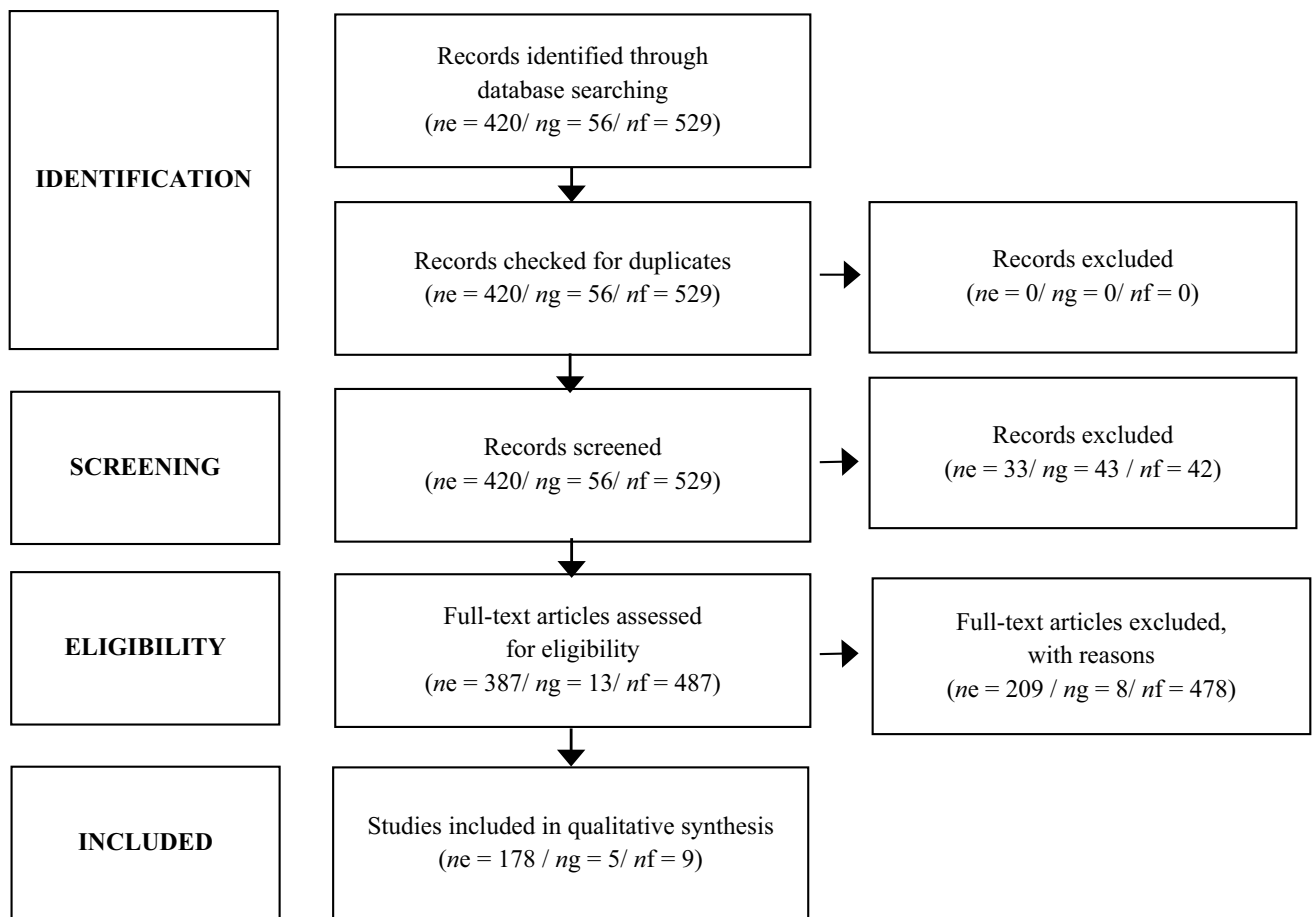 IDENTIFICATION
Records identified through
database searching
(ne = 420/ ng = 56/ nf = 529)
Records checked for duplicates
(ne = 420/ ng = 56/ nf = 529)
Records excluded
(ne = 0/ ng = 0/ nf = 0)
SCREENING
Records screened
(ne = 420/ ng = 56/ nf = 529)
Records excluded
(ne = 33/ ng = 43 / nf = 42)
ELIGIBILITY
Full-text articles assessed
for eligibility
(ne = 387/ ng = 13/ nf = 487)
Full-text articles excluded,
with reasons
(ne = 209 / ng = 8/ nf = 478)
INCLUDED
Studies included in qualitative synthesis
(ne = 178 / ng = 5/ nf = 9)